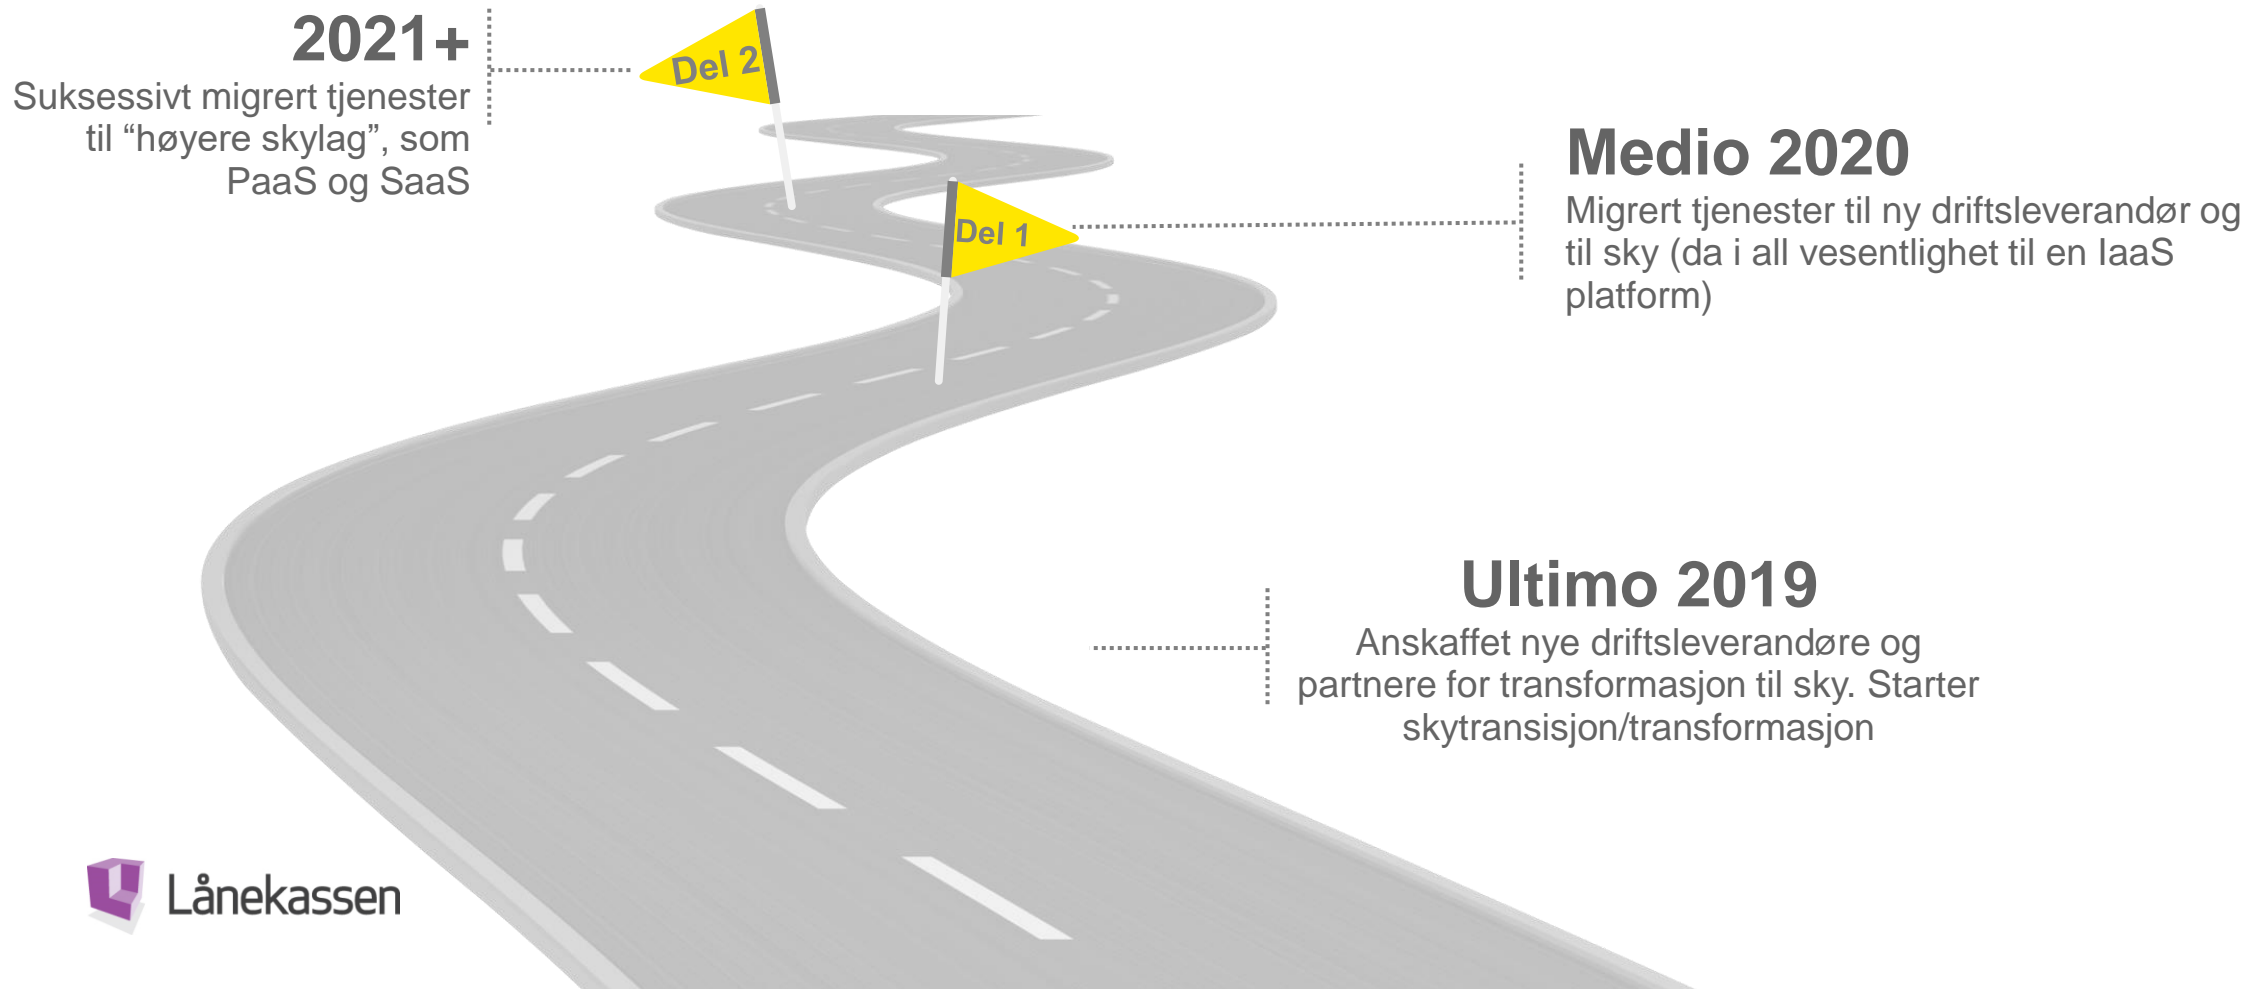 2021+
Suksessivt migrert tjenester
til “høyere skylag”, som
PaaS og SaaS
Del 2
Del 1
Medio 2020
Migrert tjenester til ny driftsleverandør og
til sky (da i all vesentlighet til en IaaS
platform)
Ultimo 2019
Anskaffet nye driftsleverandøre og
partnere for transformasjon til sky. Starter
skytransisjon/transformasjon
Lånekassen